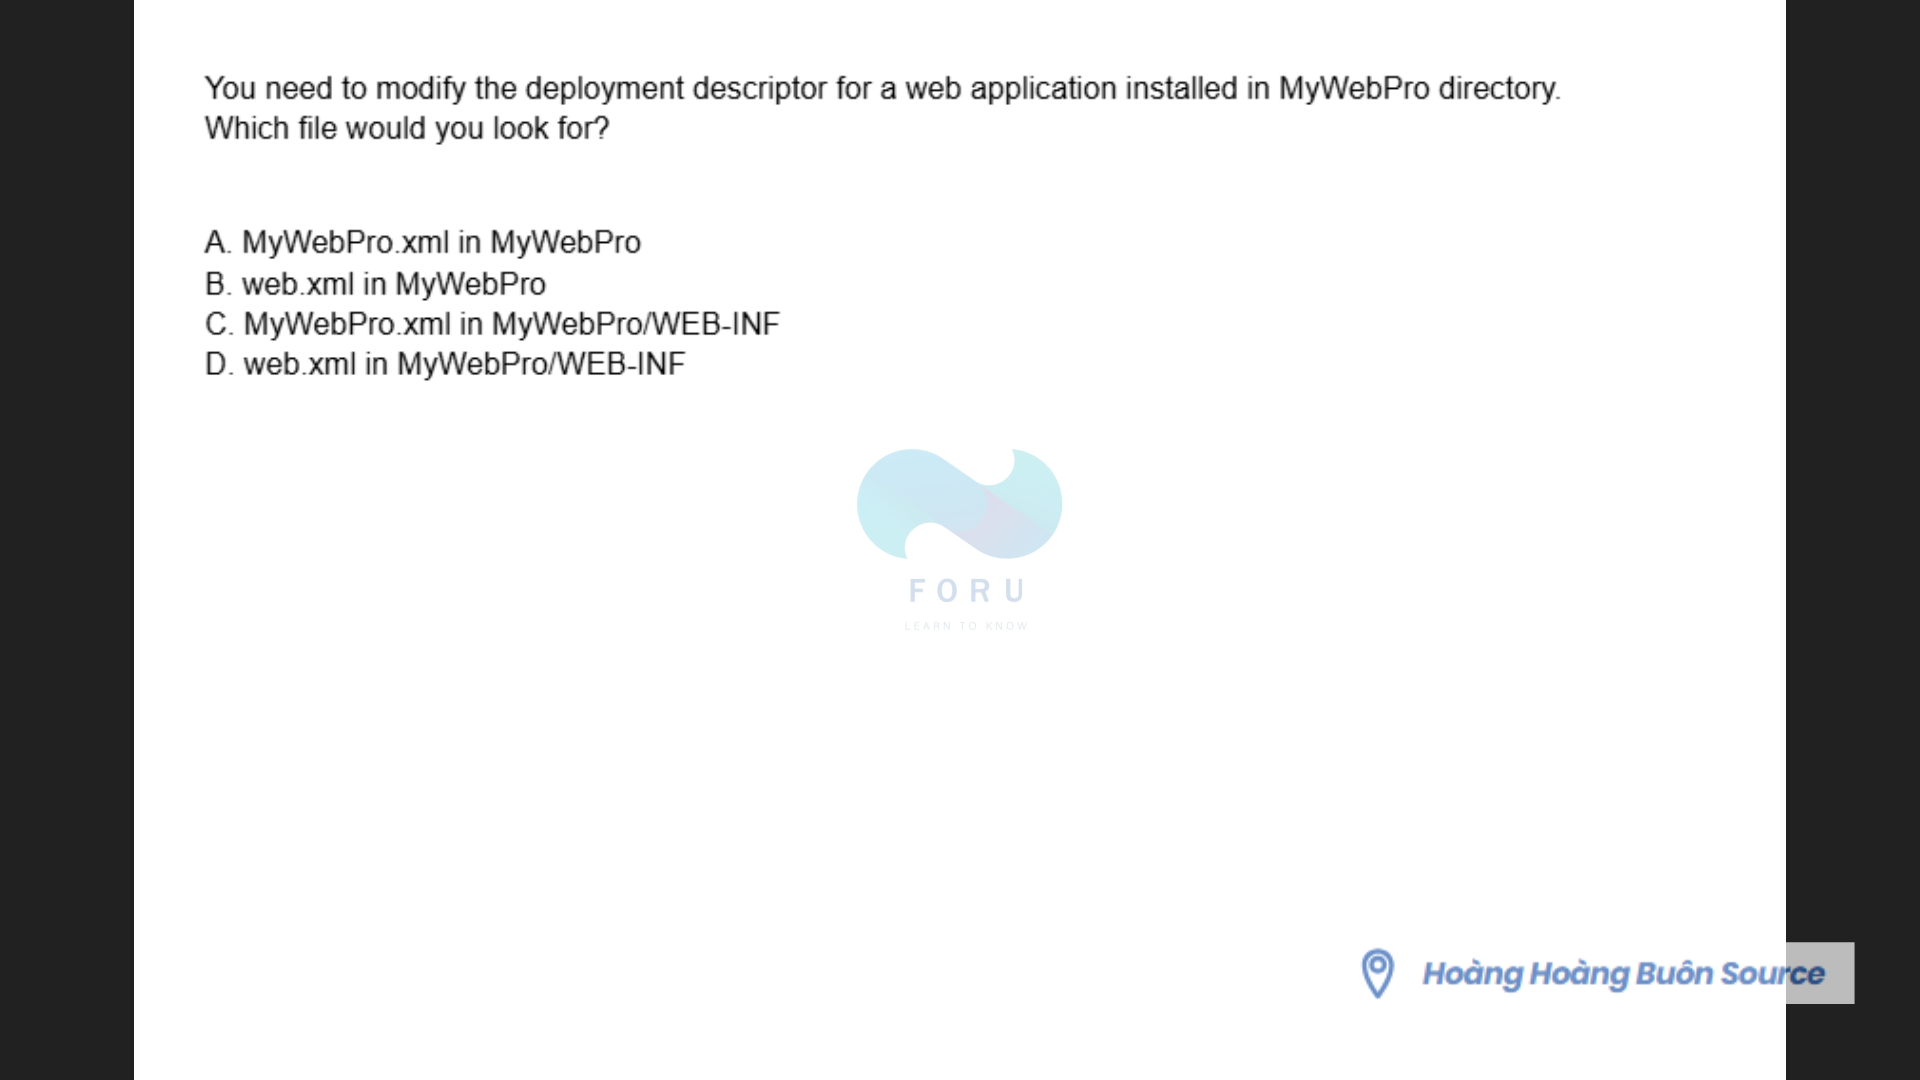 You need to modify the deployment descriptor for a web application installed in MyWebPro directory.
Which file would you look for?
A. MyWebPro.xml in MyWebPro
B. web.xml in MyWebPro
C. MyWebPro.xml in MyWebPro/WEB-INF
D. web.xml in MyWebPro/WEB-INF
FORU
LEARN TO KNOW
Hoàng Hoàng Buôn Source